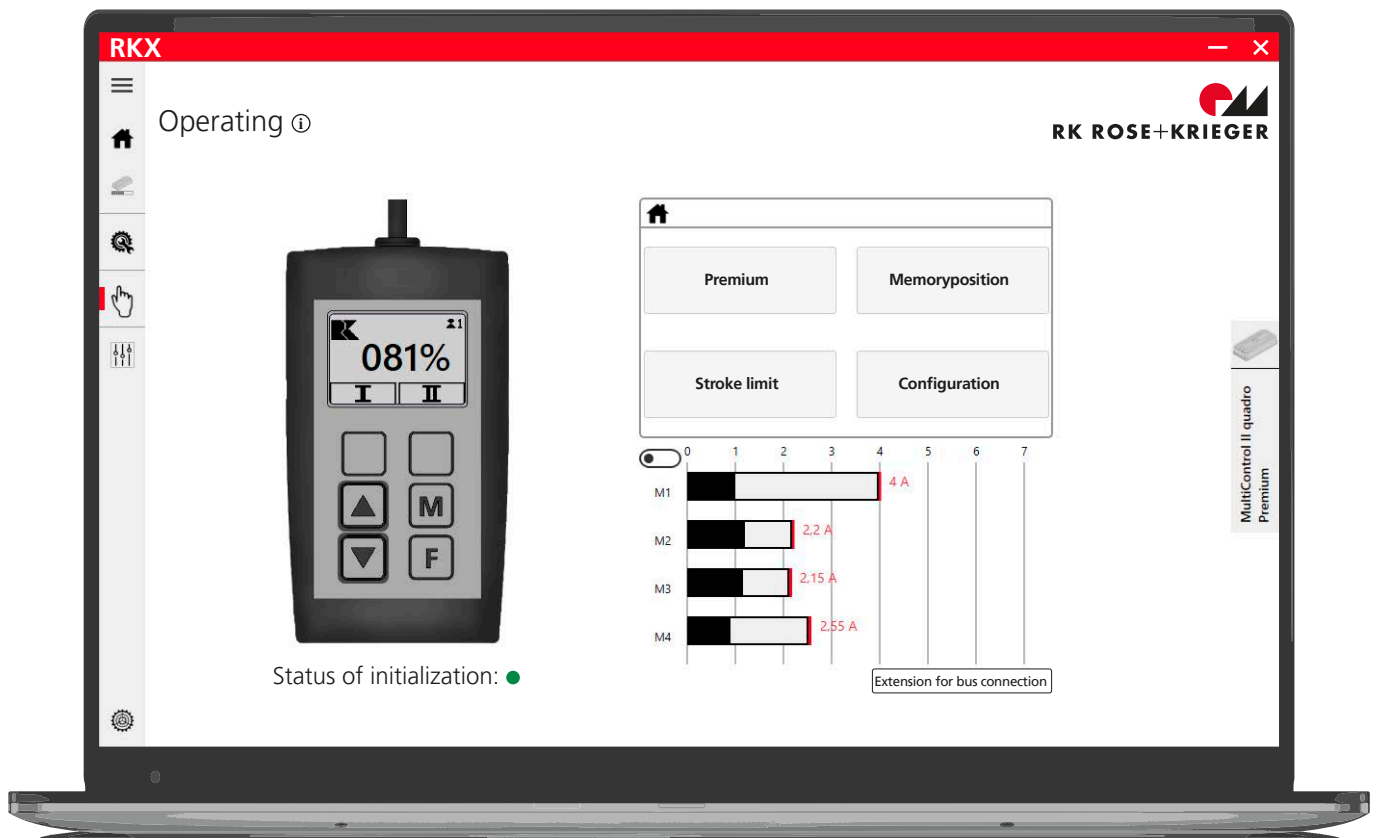 RKX
Operating
RK ROSE+KRIEGER
RK
1
081%
I II
M
F
Status of initialization:
Premium Memoryposition
Stroke limit Configuration
0 1 2 3 4 5 6 7
M1 4 A
M2 2,2 A
M3 2,15 A
M4 2,55 A
Extension for bus connection
MultiControl II quadro
Premium